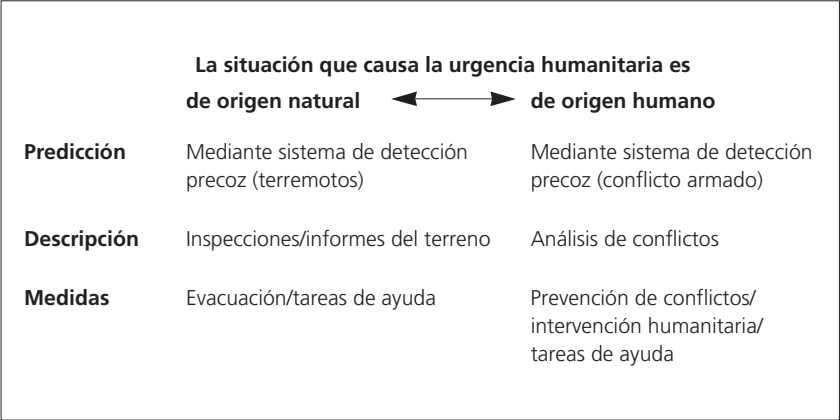 La situación que causa la urgencia humanitaria es
de origen natural de origen humano
Predicción Mediante sistema de detección Mediante sistema de detección
precoz (terremotos) precoz (conflicto armado)
Descripción Inspecciones/informes del terreno Análisis de conflictos
Medidas Evacuación/tareas de ayuda Prevención de conflictos/
intervención humanitaria/
tareas de ayuda